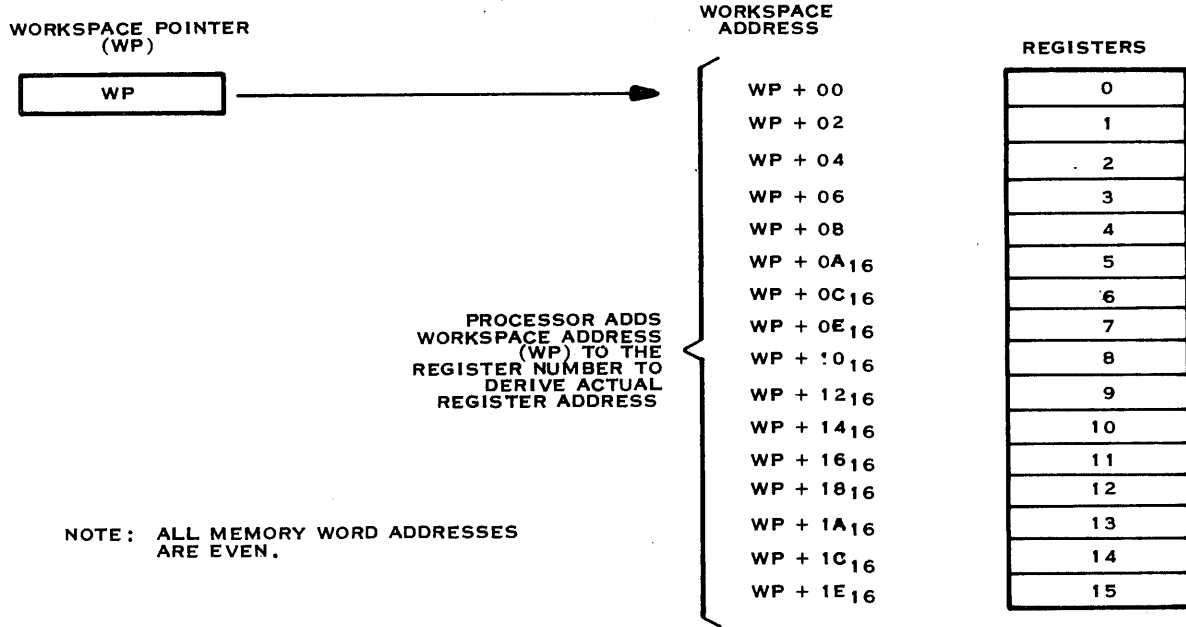 WORKSPACE POINTER
(WP)
WP
WORKSPACE
ADDRESS
REGISTERS
WP + 00 0
WP + 02 1
WP + 04 2
WP + 06 3
WP + 08 4
WP + 0A16 5
WP + 0C16 6
WP + 0E16 7
WP + 1016 8
WP + 1216 9
WP + 1416 10
WP + 1616 11
WP + 1816 12
WP + 1A16 13
WP + 1C16 14
WP + 1E16 15
PROCESSOR ADDS
WORKSPACE ADDRESS
(WP) TO THE
REGISTER NUMBER TO
DERIVE ACTUAL
REGISTER ADDRESS
NOTE: ALL MEMORY WORD ADDRESSES
ARE EVEN.